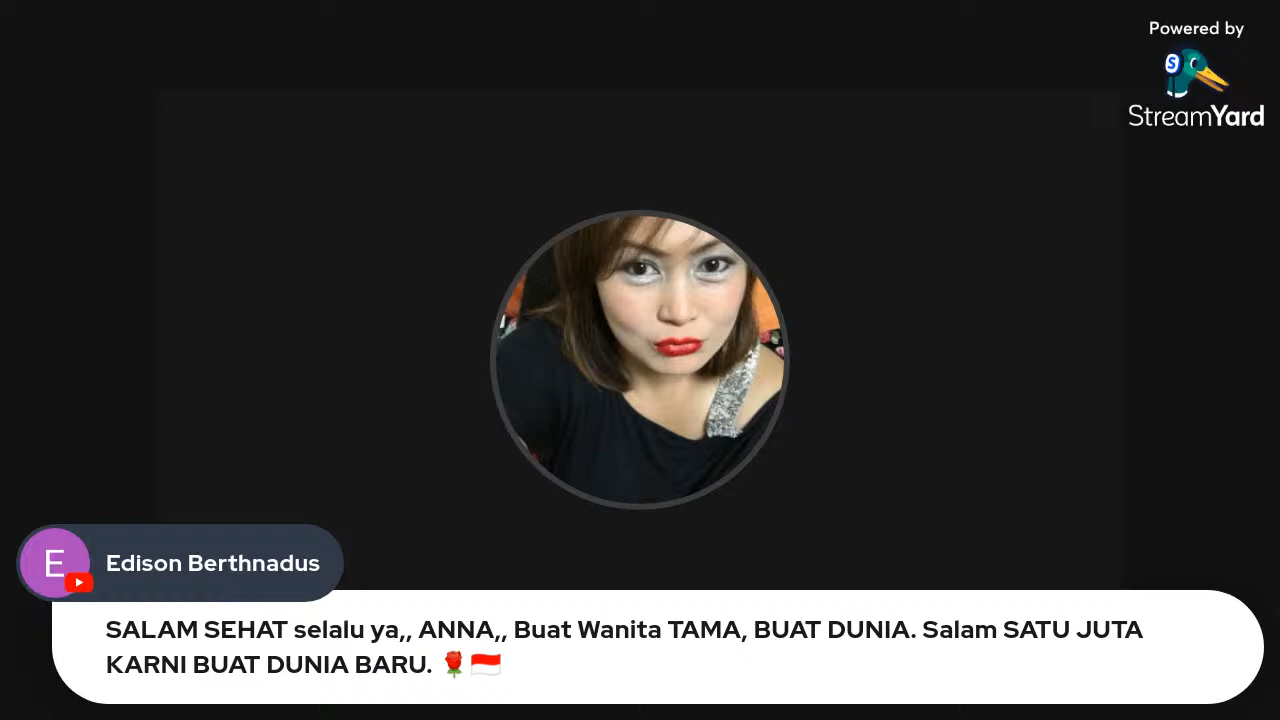 Powered by
S
StreamYard
E
Edison Berthnadus
SALAM SEHAT selalu ya,, ANNA,, Buat Wanita TAMA, BUAT DUNIA. Salam SATU JUTA
KARNI BUAT DUNIA BARU. 🌹🇮🇩